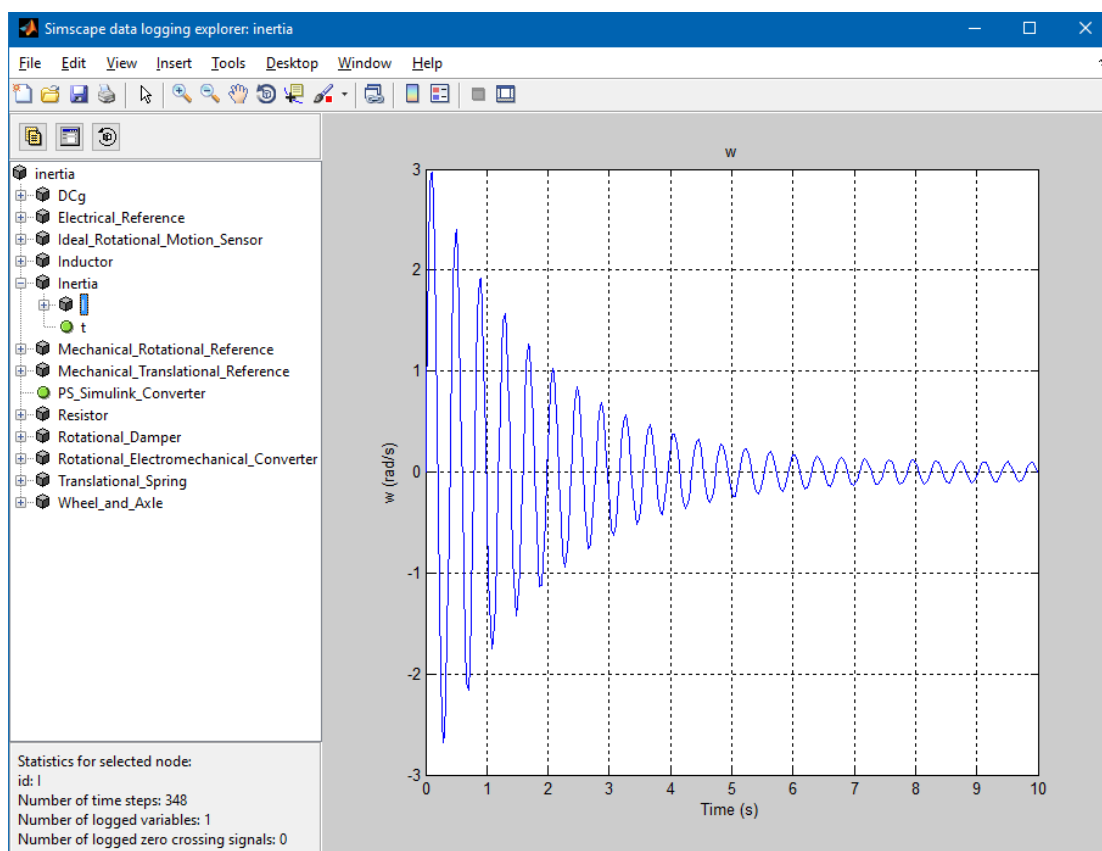 Simscape data logging explorer: inertia
File Edit View Insert Tools Desktop Window Help
inertia
DCg
Electrical_Reference
Ideal_Rotational_Motion_Sensor
Inductor
Inertia
I
t
Mechanical_Rotational_Reference
Mechanical_Translational_Reference
PS_Simulink_Converter
Resistor
Rotational_Damper
Rotational_Electromechanical_Converter
Translational_Spring
Wheel_and_Axle
Statistics for selected node:
id: I
Number of time steps: 348
Number of logged variables: 1
Number of logged zero crossing signals: 0
w
3
2
1
0
-1
-2
-3
w (rad/s)
0 1 2 3 4 5 6 7 8 9 10
Time (s)